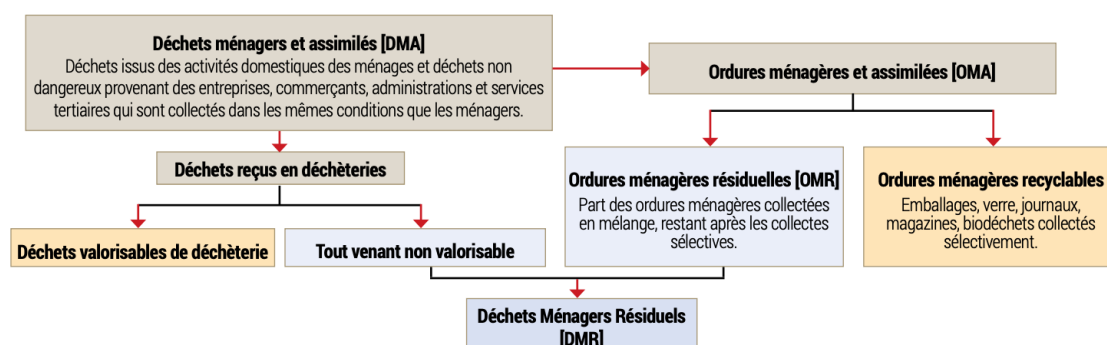 Déchets ménagers et assimilés [DMA]
Déchets issus des activités domestiques des ménages et déchets non
dangereux provenant des entreprises, commerçants, administrations et services
tertiaires qui sont collectés dans les mêmes conditions que les ménagers.
Ordures ménagères et assimilées [OMA]
Déchets reçus en déchèteries
Ordures ménagères résiduelles [OMR]
Part des ordures ménagères collectées
en mélange, restant après les collectes
sélectives.
Ordures ménagères recyclables
Emballages, verre, journaux,
magazines, biodéchets collectés
sélectivement.
Déchets valorisables de déchèterie
Tout venant non valorisable
Déchets Ménagers Résiduels
[DMR]